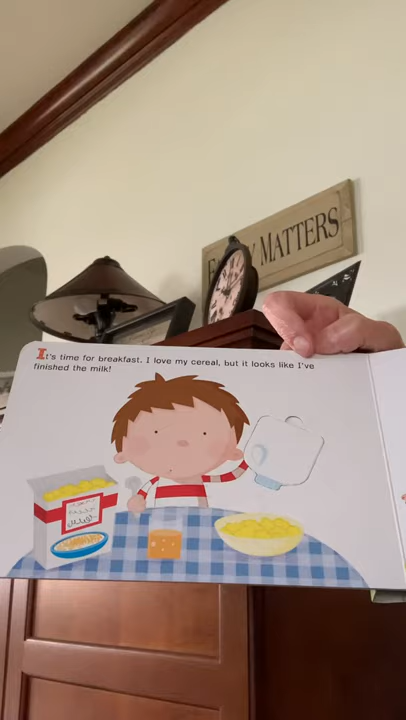 MATTERS
It's time for breakfast. I love my cereal, but it looks like I've
finished the milk!